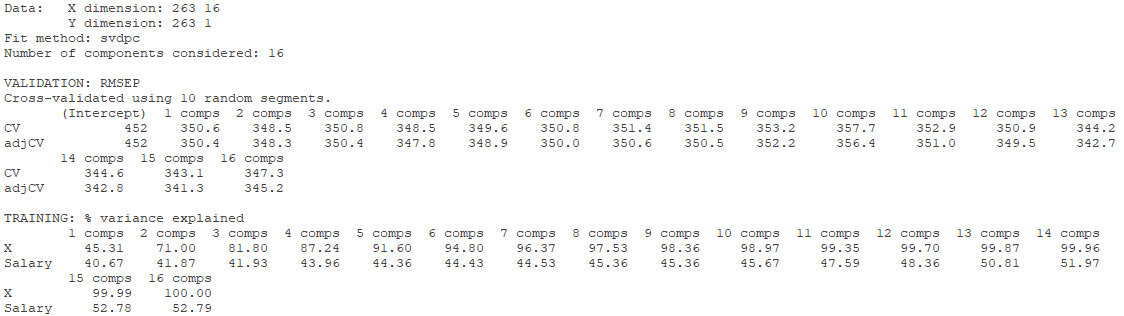 Data:   X dimension: 263 16
        Y dimension: 263 1
Fit method: svdpc
Number of components considered: 16

VALIDATION: RMSEP
Cross-validated using 10 random segments.
       (Intercept)  1 comps  2 comps  3 comps  4 comps  5 comps  6 comps  7 comps  8 comps  9 comps  10 comps  11 comps  12 comps  13 comps
CV             452    350.6    348.5    350.8    348.5    349.6    350.8    351.4    351.5    353.2     357.7     352.9     350.9     344.2
adjCV          452    350.4    348.3    350.4    347.8    348.9    350.0    350.6    350.5    352.2     356.4     351.0     349.5     342.7
       14 comps  15 comps  16 comps
CV        344.6     343.1     347.3
adjCV     342.8     341.3     345.2

TRAINING: % variance explained
        1 comps  2 comps  3 comps  4 comps  5 comps  6 comps  7 comps  8 comps  9 comps  10 comps  11 comps  12 comps  13 comps  14 comps
X         45.31    71.00    81.80    87.24    91.60    94.80    96.37    97.53    98.36     98.97     99.35     99.70     99.87     99.96
Salary    40.67    41.87    41.93    43.96    44.36    44.43    44.53    45.36    45.36     45.67     47.59     48.36     50.81     51.97
        15 comps  16 comps
X          99.99    100.00
Salary     52.78     52.79